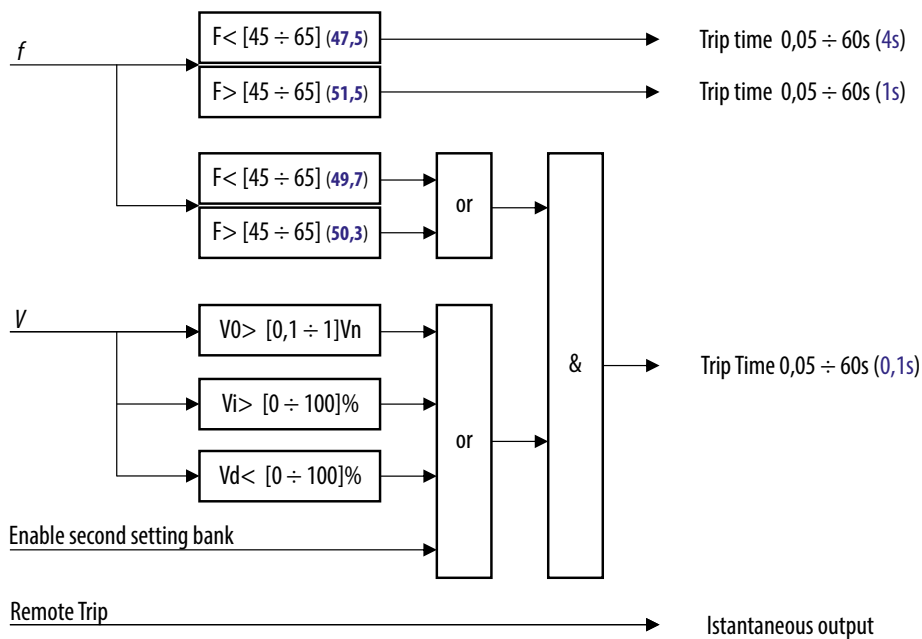 f
F< [45 ÷ 65] (47,5)
Trip time 0,05 ÷ 60s (4s)
F> [45 ÷ 65] (51,5)
Trip time 0,05 ÷ 60s (1s)
F< [45 ÷ 65] (49,7)
F> [45 ÷ 65] (50,3)
or
V
V0> [0,1 ÷ 1]Vn
Vi> [0 ÷ 100]%
Vd< [0 ÷ 100]%
or
&
Trip Time 0,05 ÷ 60s (0,1s)
Enable second setting bank
Remote Trip
Istantaneous output